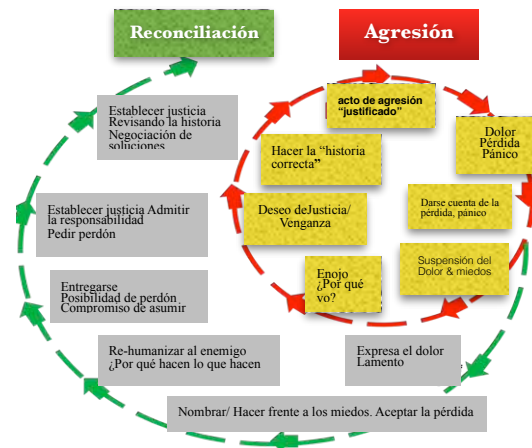 Reconciliación
Agresión
acto de agresión
“justificado”
Dolor
Pérdida
Pánico
Darse cuenta de la
pérdida, pánico
Suspensión del
Dolor & miedos
Enojo
¿Por qué
vo?
Deseo deJusticia/
Venganza
Hacer la “historia
correcta”
Expresa el dolor
Lamento
Nombrar/ Hacer frente a los miedos. Aceptar la pérdida
Re-humanizar al enemigo
¿Por qué hacen lo que hacen
Entregarse
Posibilidad de perdón
Compromiso de asumir
Establecer justicia Admitir
la responsabilidad
Pedir perdón
Establecer justicia
Revisando la historia
Negociación de
soluciones